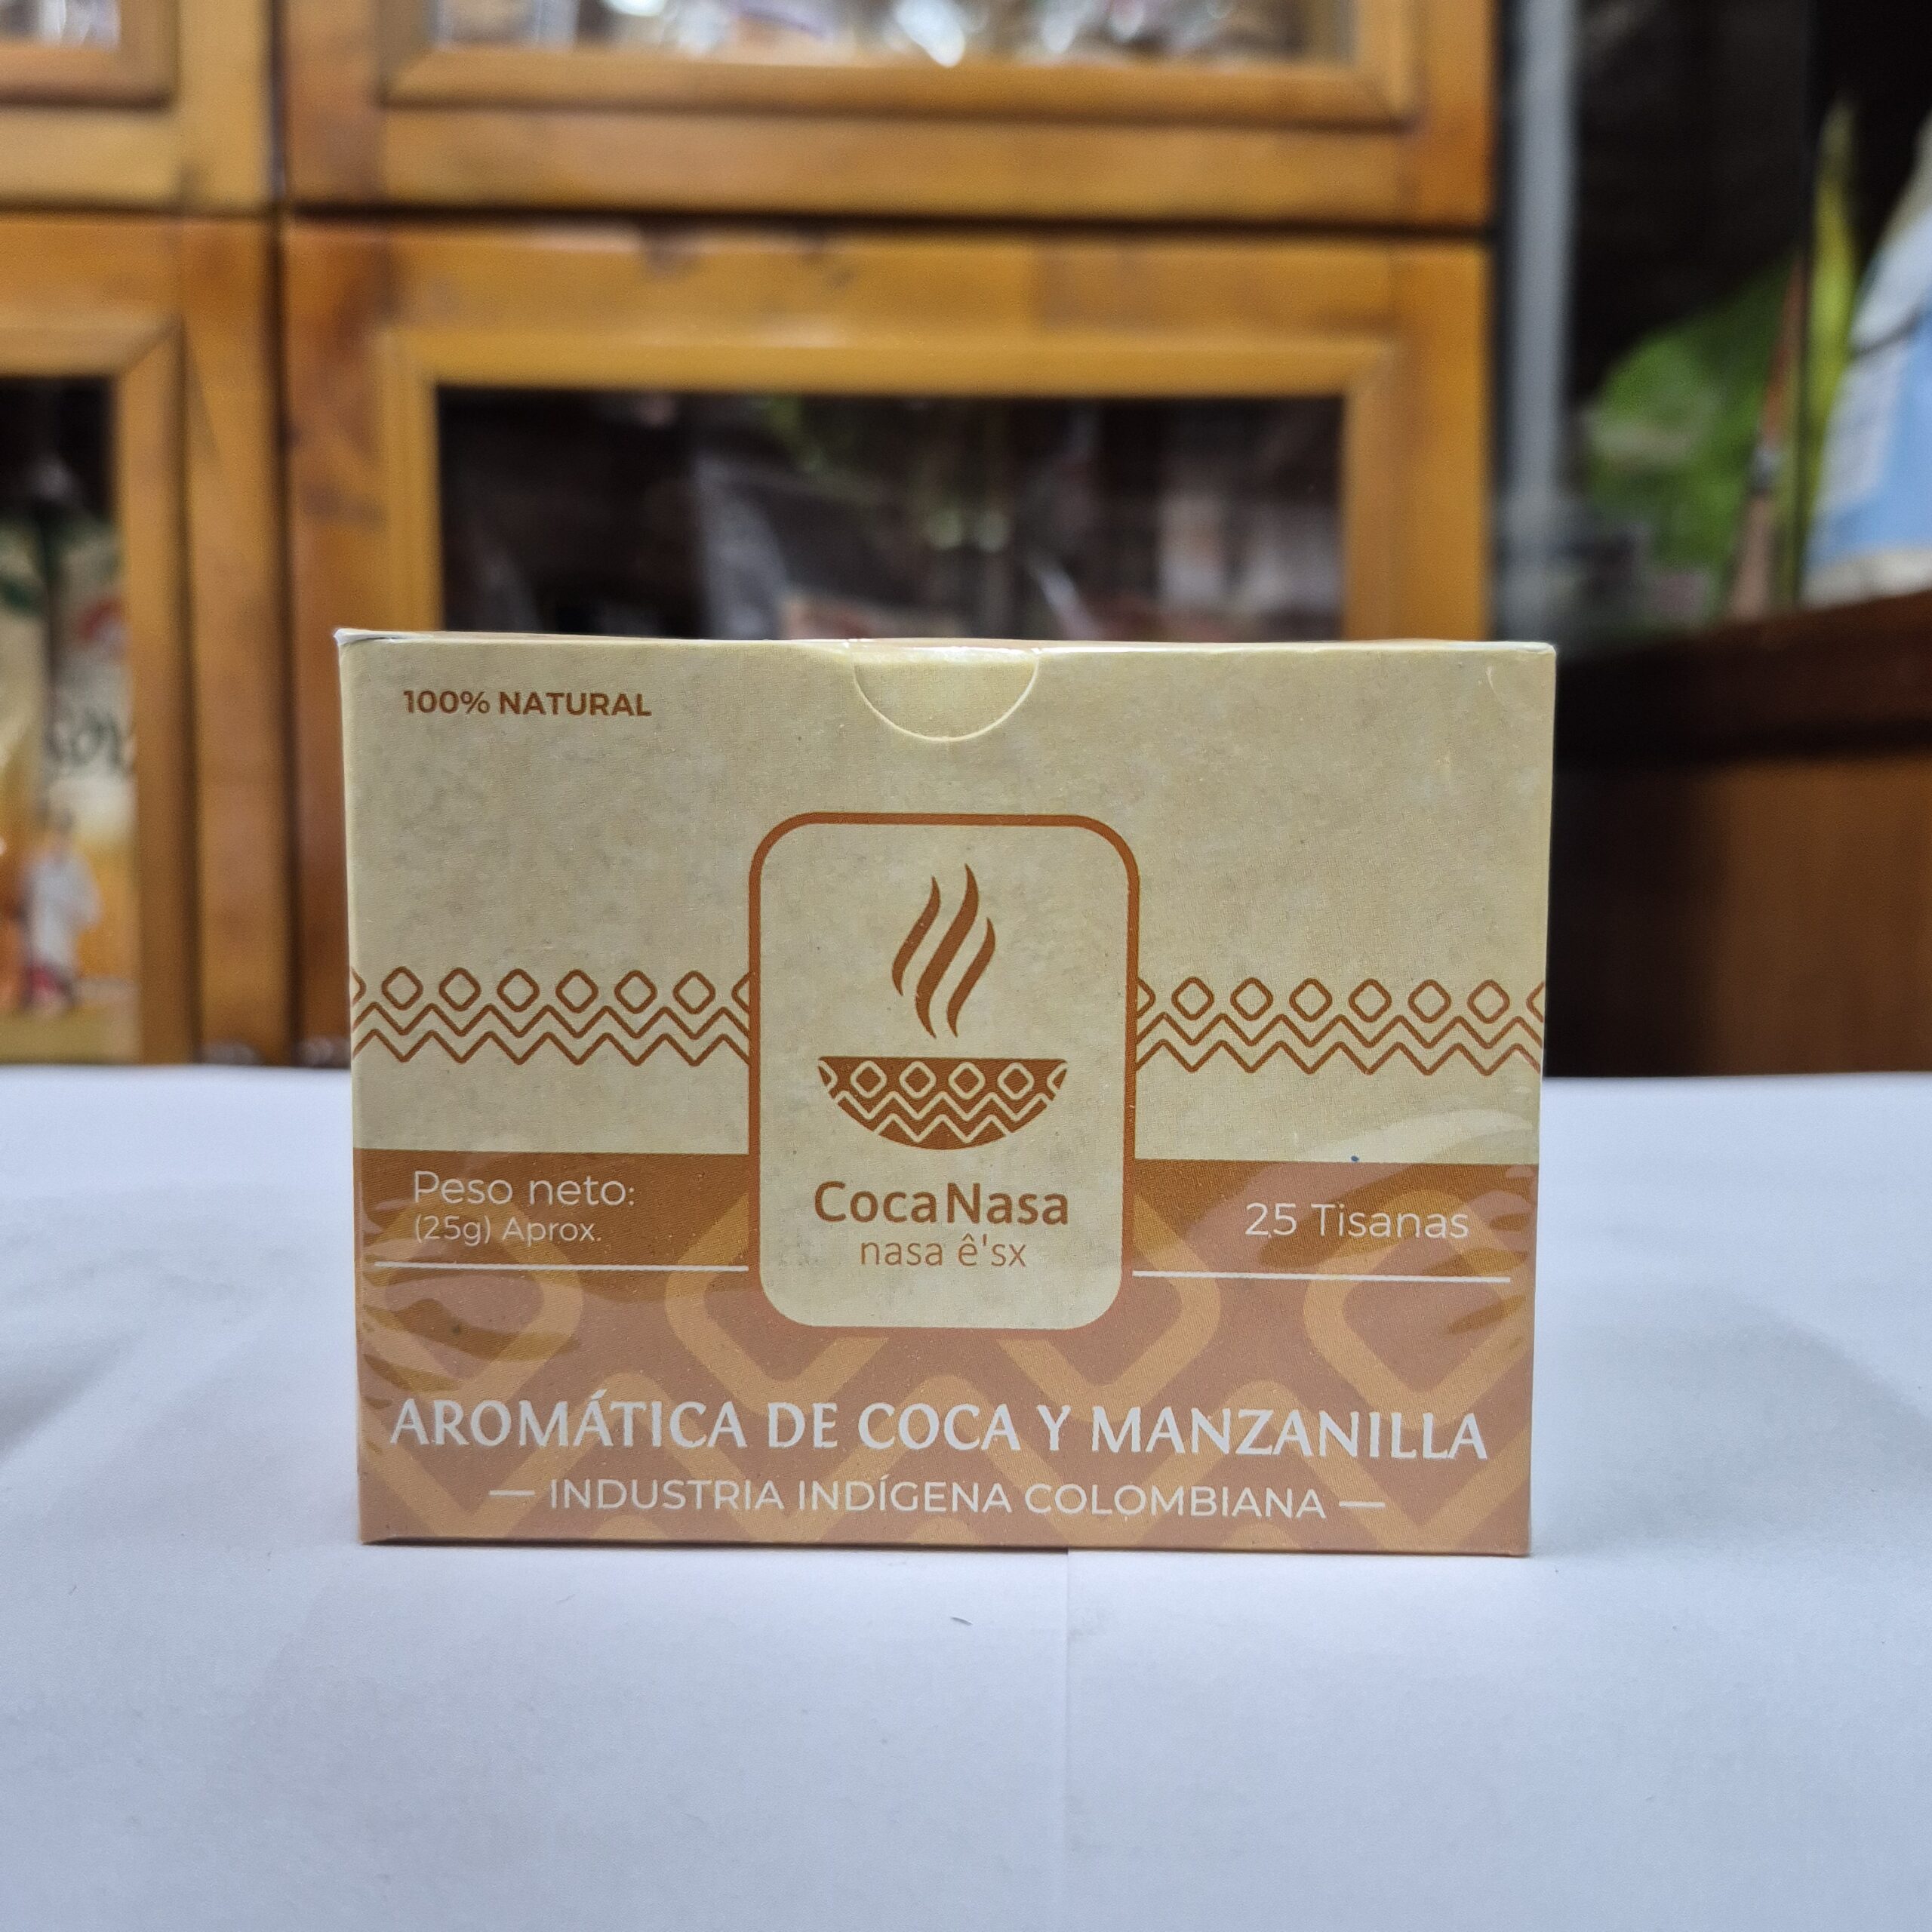 100% NATURAL
CocaNasa
nasa ê'sx
Peso neto:
(25g) Aprox.
25 Tisanas
AROMÁTICA DE COCA Y MANZANILLA
— INDUSTRIA INDÍGENA COLOMBIANA —